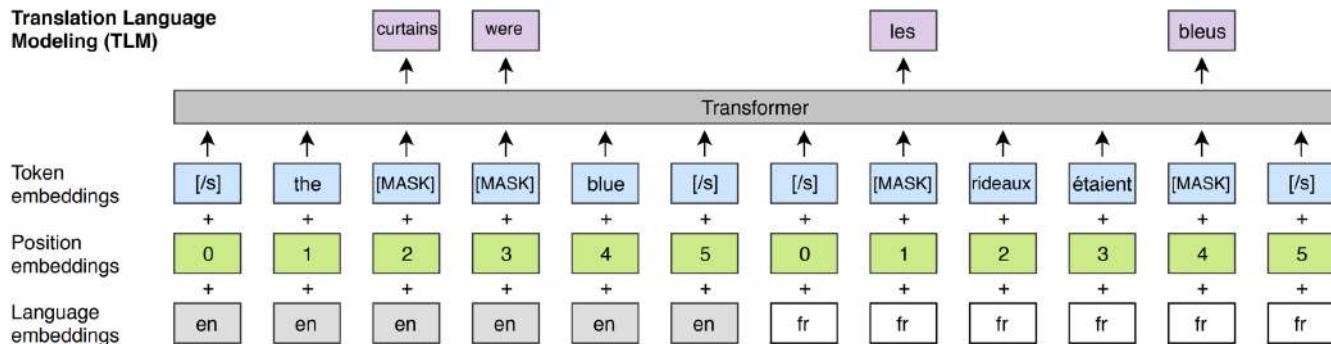 Translation Language
Modeling (TLM)
curtains were les bleus
Transformer
Token
embeddings
[/s] the [MASK] [MASK] blue [/s] [/s] [MASK] rideaux étaient [MASK] [/s]
+ + + + + + + + + + + +
Position
embeddings
0 1 2 3 4 5 0 1 2 3 4 5
+ + + + + + + + + + + +
Language
embeddings
en en en en en en fr fr fr fr fr fr